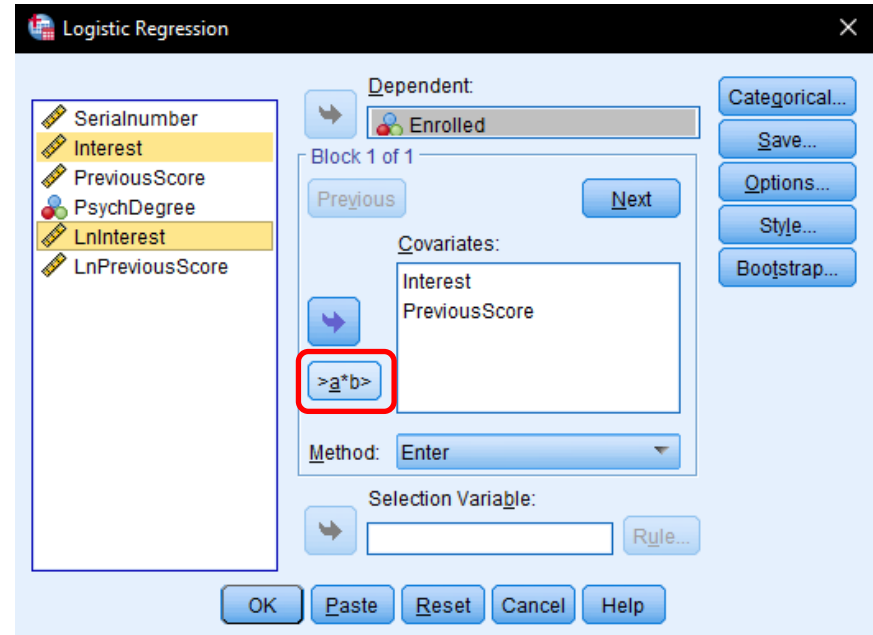 Logistic Regression
Serialnumber
Interest
PreviousScore
PsychDegree
LnInterest
LnPreviousScore
Dependent:
Enrolled
Block 1 of 1
Previous
Next
Covariates:
Interest
PreviousScore
>a*b>
Method:
Enter
Selection Variable:
Rule...
Categorical...
Save...
Options...
Style...
Bootstrap...
OK
Paste
Reset
Cancel
Help